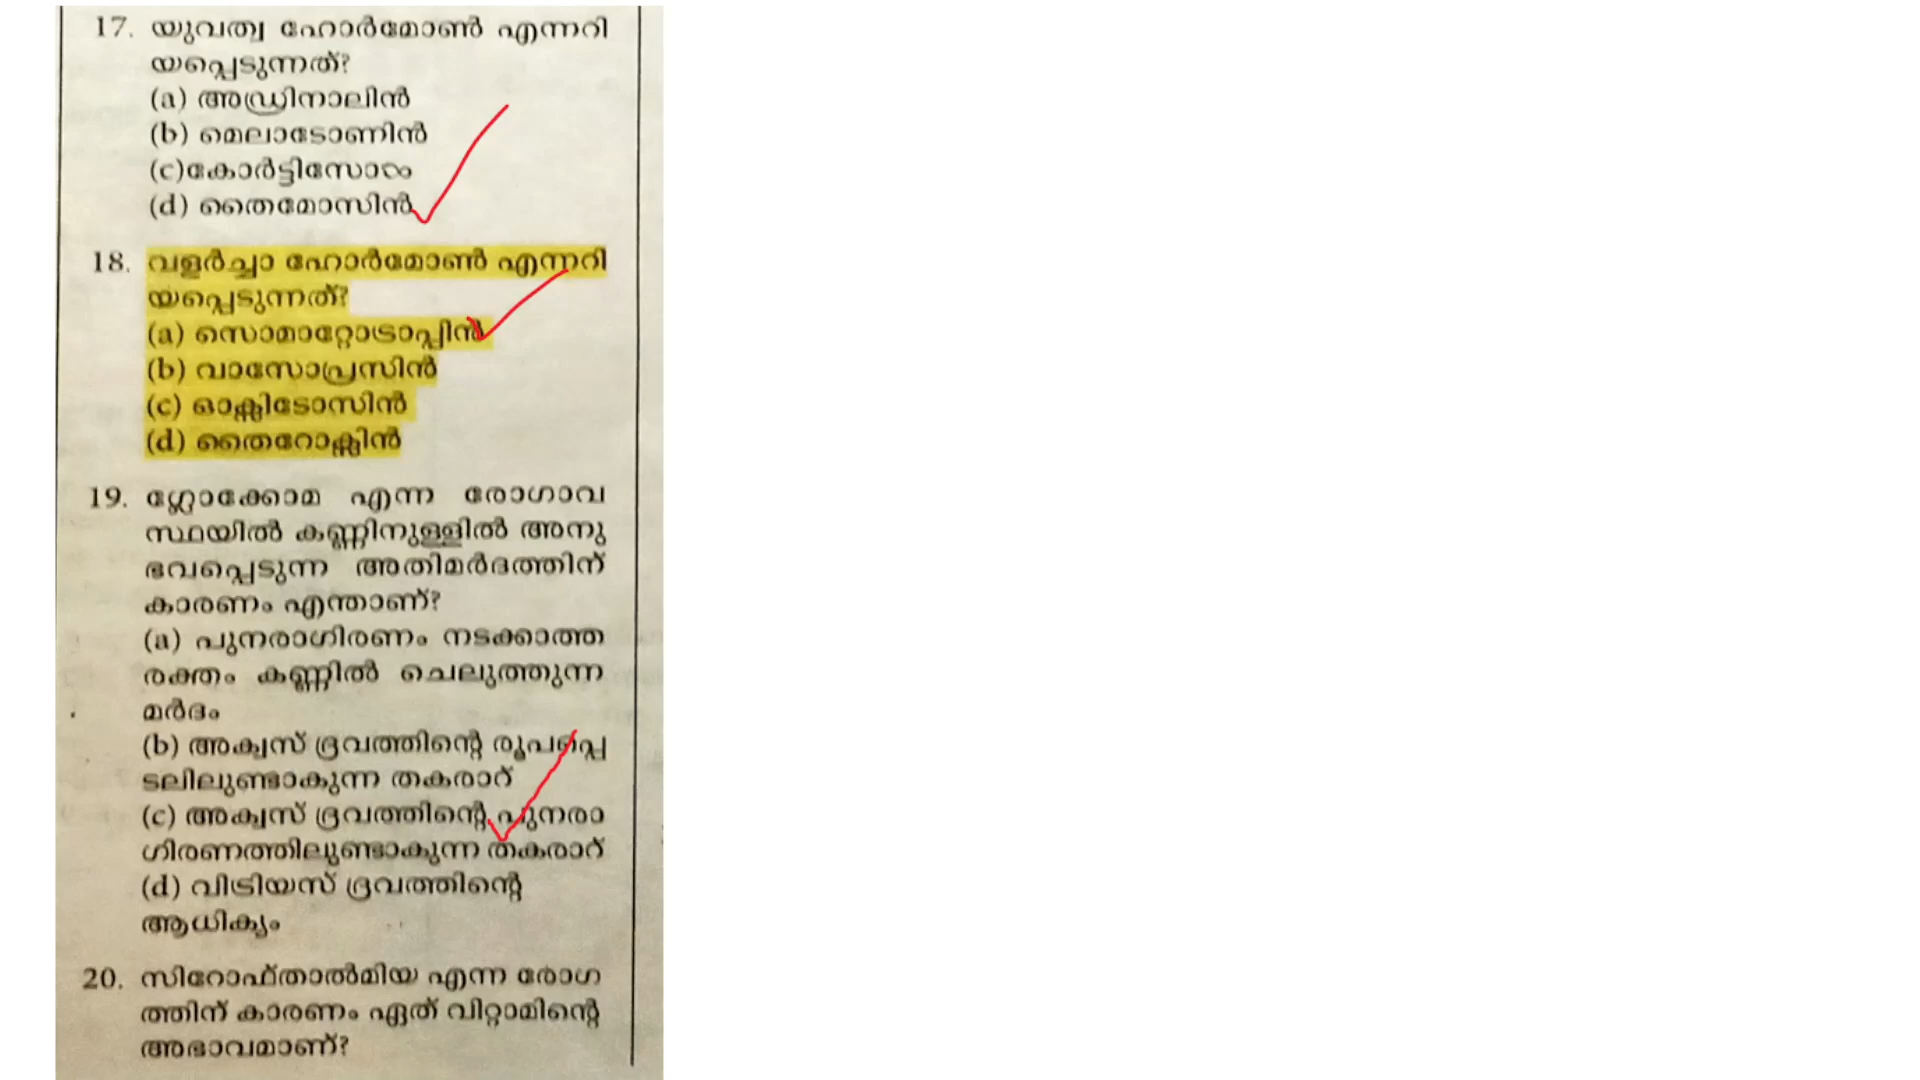 17. യുവത്വ ഹോർമോൺ എന്നറി
യപ്പെടുന്നത്?
(a) അഡ്രിനാലിൻ
(b) മെലാടോണിൻ
(c)കോർട്ടിസോൾ
(d) തൈമോസിൻ
18. വളർച്ചാ ഹോർമോൺ എന്നറി
യപ്പെടുന്നത്?
(a) സൊമാറ്റോട്രോപ്പിൻ
(b) വാസോപ്രസിൻ
(c) ഓക്സിടോസിൻ
(d) തൈറോക്സിൻ
19. ഗ്ലോക്കോമ എന്ന രോഗാവ
സ്ഥയിൽ കണ്ണിനുള്ളിൽ അനു
ഭവപ്പെടുന്ന അതിമർദത്തിന്
കാരണം എന്താണ്?
(a) പുനരാഗിരണം നടക്കാത്ത
രക്തം കണ്ണിൽ ചെലുത്തുന്ന
മർദം
(b) അക്വസ് ദ്രവത്തിന്റെ രൂപപ്പെ
ടലിലുണ്ടാകുന്ന തകരാറ്
(c) അക്വസ് ദ്രവത്തിന്റെ പുനരാ
ഗിരണത്തിലുണ്ടാകുന്ന തകരാറ്
(d) വിട്രിയസ് ദ്രവത്തിന്റെ
ആധിക്യം
20. സിറോഫ്താൽമിയ എന്ന രോഗ
ത്തിന് കാരണം ഏത് വിറ്റാമിന്റെ
അഭാവമാണ്?